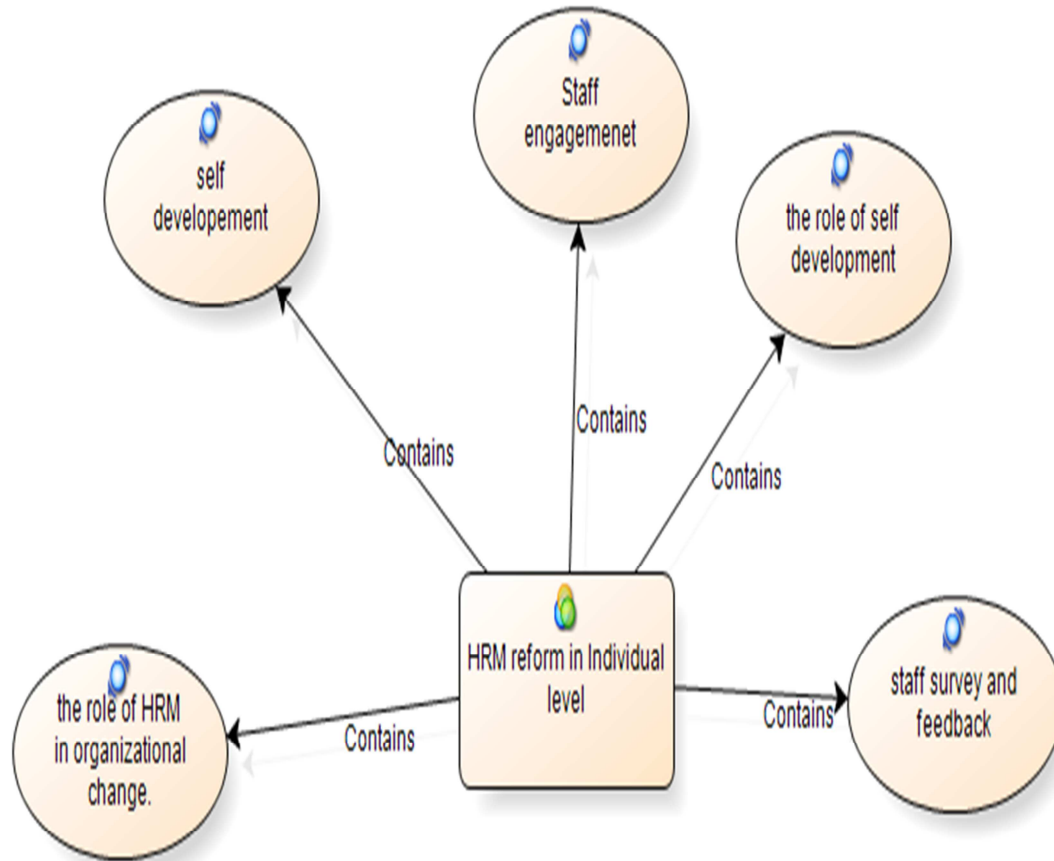 Staff
engagemenet
self
developement
the role of self
development
Contains
Contains
Contains
HRM reform in Individual
level
staff survey and
feedback
the role of HRM
in organizational
change.
Contains
Contains